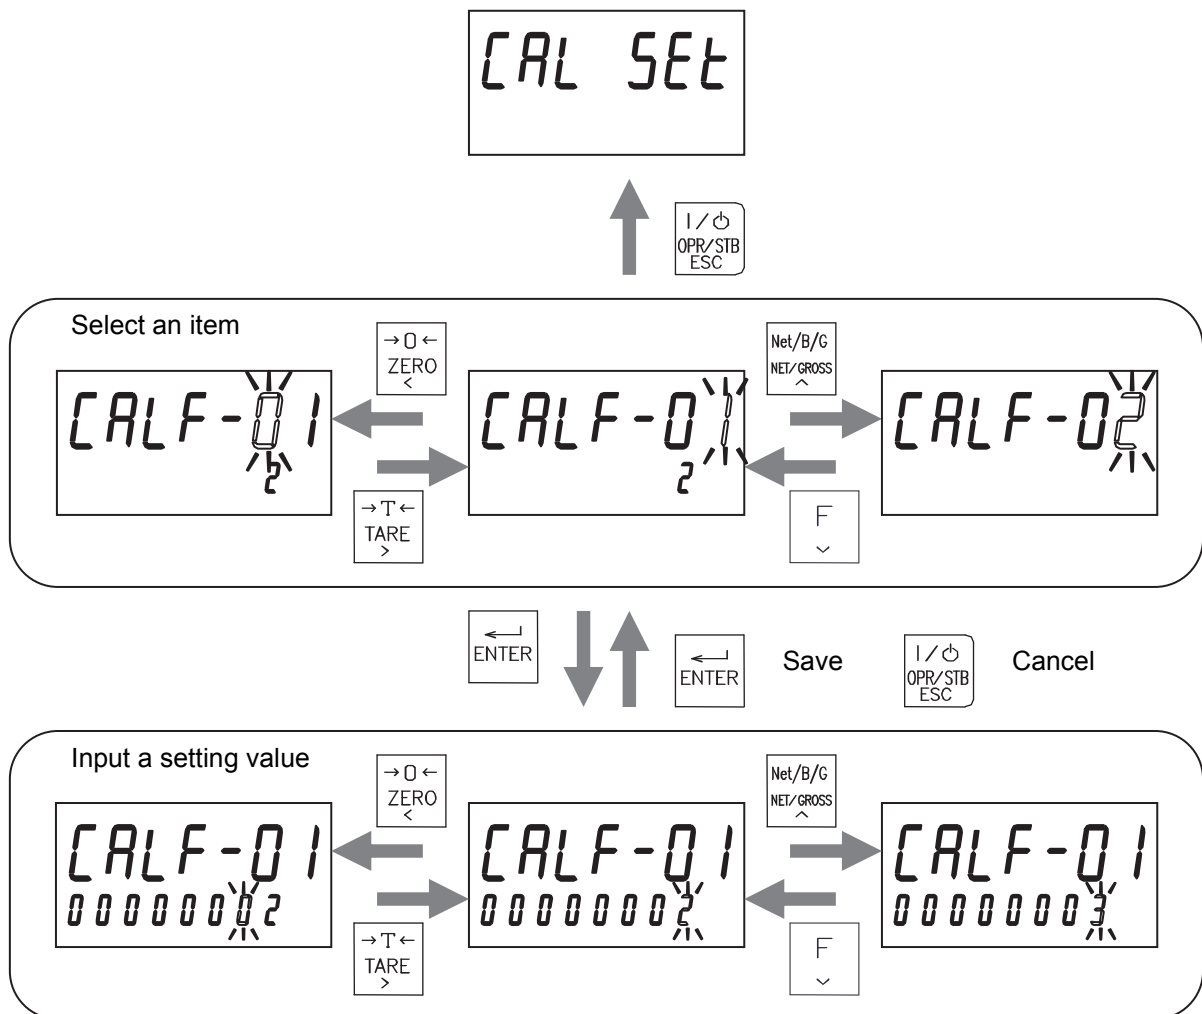 CAL SEt
I/⏻
OPR/STB
ESC
Select an item
→0←
ZERO
<
Net/B/G
NET/GROSS
^
CALF-01
2
CALF-01
2
CALF-02
→T←
TARE
>
F
⌄
ENTER
ENTER
Save
I/⏻
OPR/STB
ESC
Cancel
Input a setting value
→0←
ZERO
<
Net/B/G
NET/GROSS
^
CALF-01
00000002
CALF-01
00000002
CALF-01
00000003
→T←
TARE
>
F
⌄